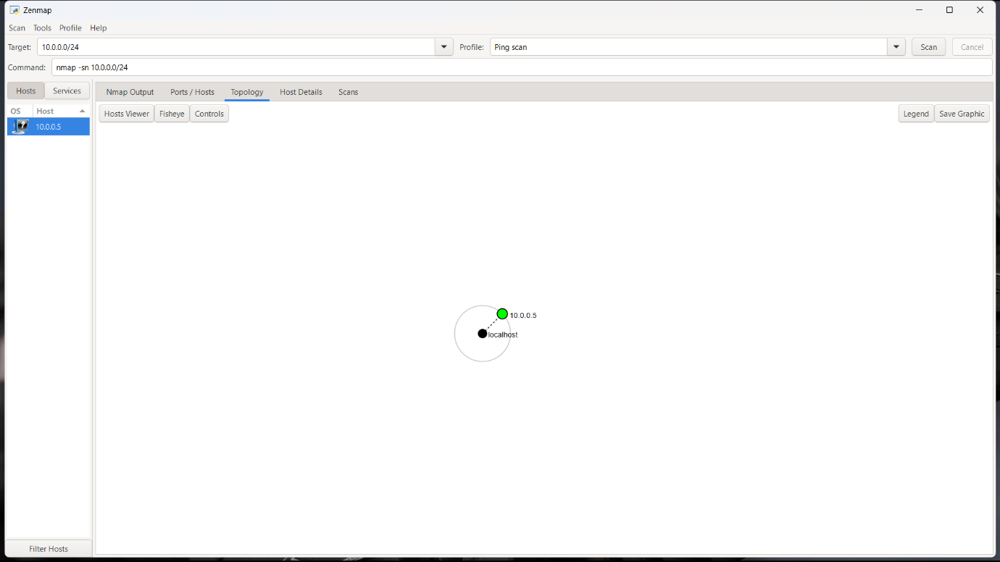 Zenmap
Scan Tools Profile Help
Target: 10.0.0.0/24 Profile: Ping scan Scan Cancel
Command: nmap -sn 10.0.0.0/24
Hosts Services Nmap Output Ports / Hosts Topology Host Details Scans
OS Host Hosts Viewer Fisheye Controls Legend Save Graphic
10.0.0.5
10.0.0.5
localhost
Filter Hosts